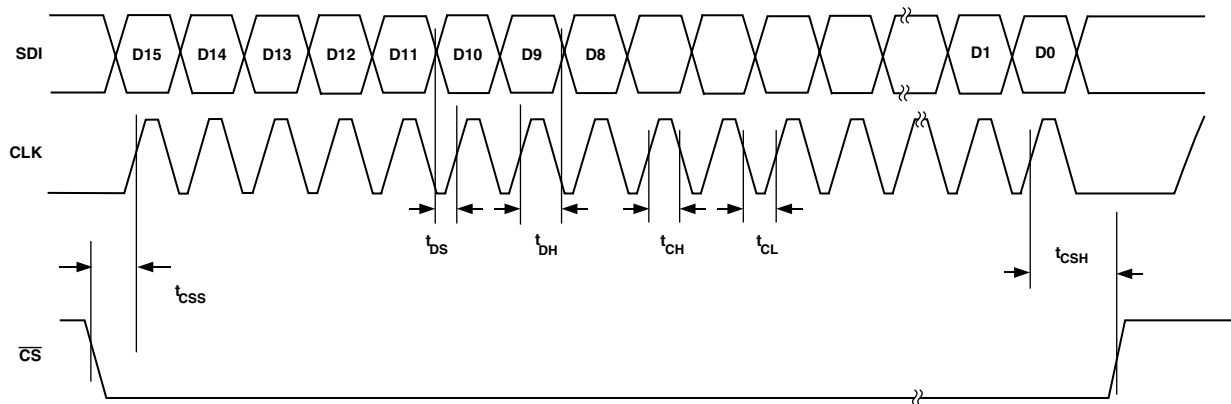 SDI D15 D14 D13 D12 D11 D10 D9 D8 D1 D0
CLK
tDS tDH tCH tCL tCSH
tCSS
CS